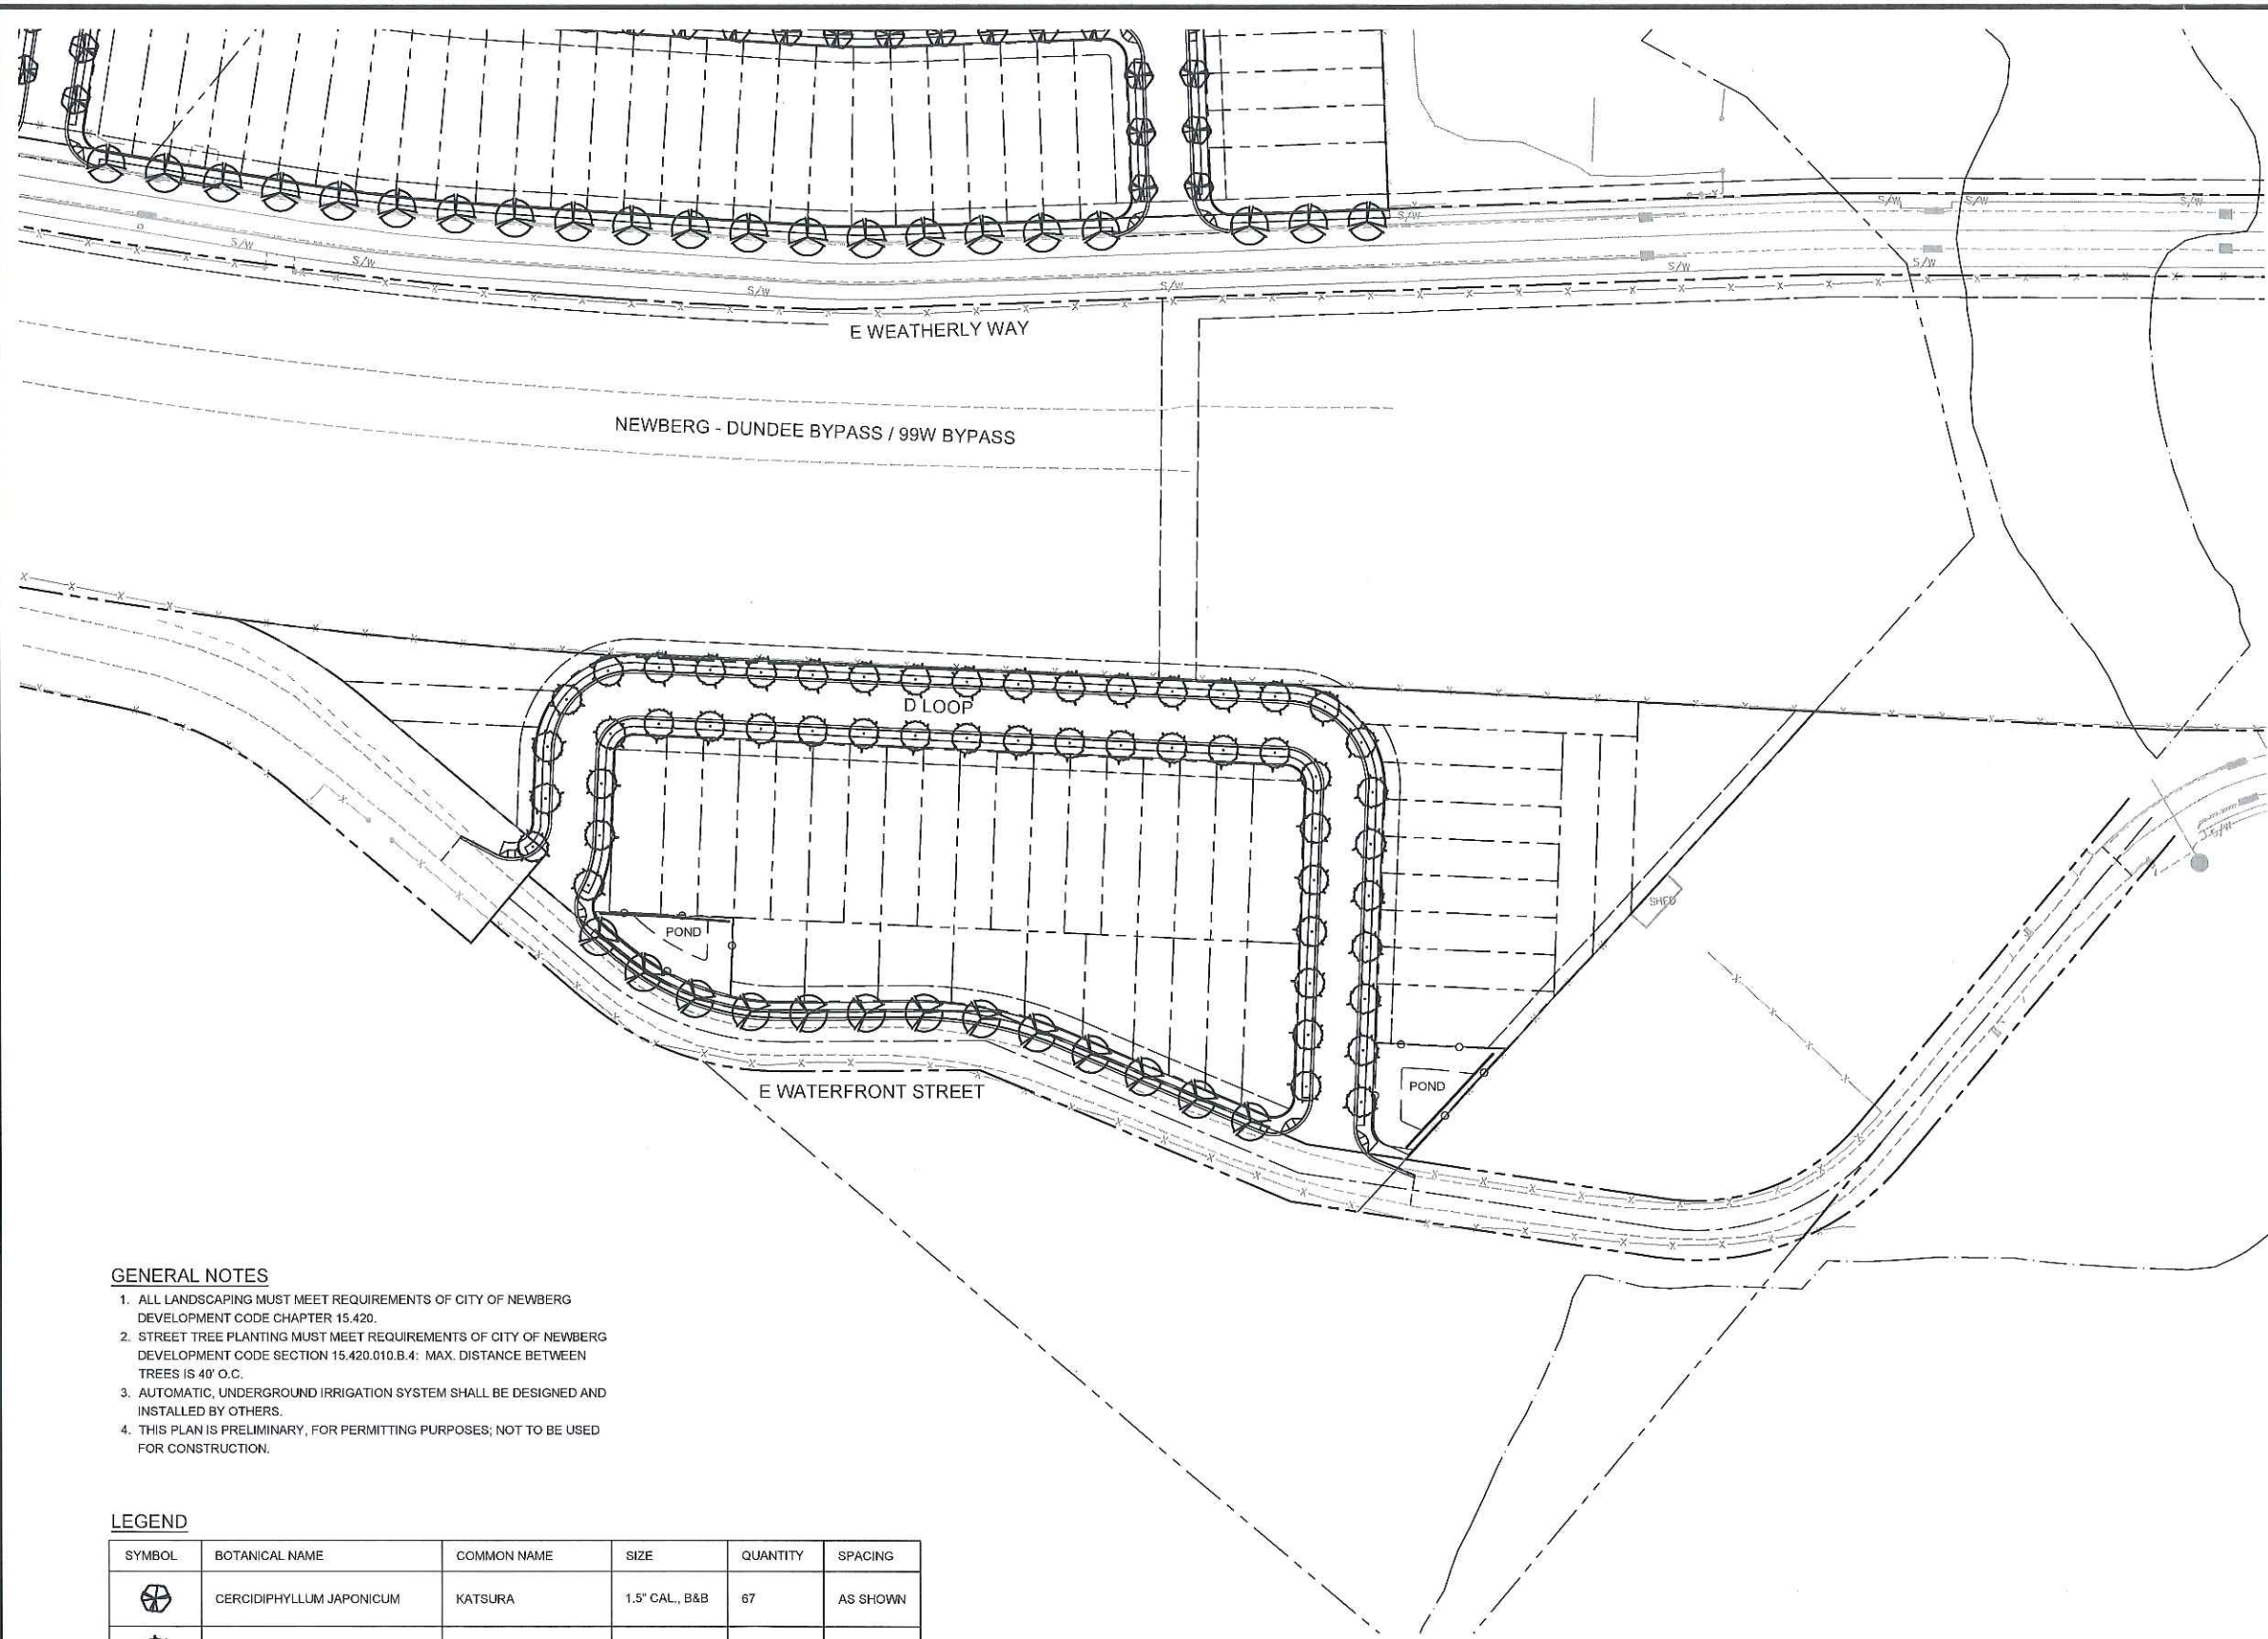 S/W
S/W
S/W
S/W
S/W
S/W
S/W
S/W
S/W
S/W
E WEATHERLY WAY
NEWBERG - DUNDEE BYPASS / 99W BYPASS
D LOOP
SHED
POND
POND
E WATERFRONT STREET
GENERAL NOTES
1. ALL LANDSCAPING MUST MEET REQUIREMENTS OF CITY OF NEWBERG
DEVELOPMENT CODE CHAPTER 15.420.
2. STREET TREE PLANTING MUST MEET REQUIREMENTS OF CITY OF NEWBERG
DEVELOPMENT CODE SECTION 15.420.010.B.4: MAX. DISTANCE BETWEEN
TREES IS 40' O.C.
3. AUTOMATIC, UNDERGROUND IRRIGATION SYSTEM SHALL BE DESIGNED AND
INSTALLED BY OTHERS.
4. THIS PLAN IS PRELIMINARY, FOR PERMITTING PURPOSES; NOT TO BE USED
FOR CONSTRUCTION.
LEGEND
SYMBOL BOTANICAL NAME COMMON NAME SIZE QUANTITY SPACING
CERCIDIPHYLLUM JAPONICUM KATSURA 1.5" CAL., B&B 67 AS SHOWN